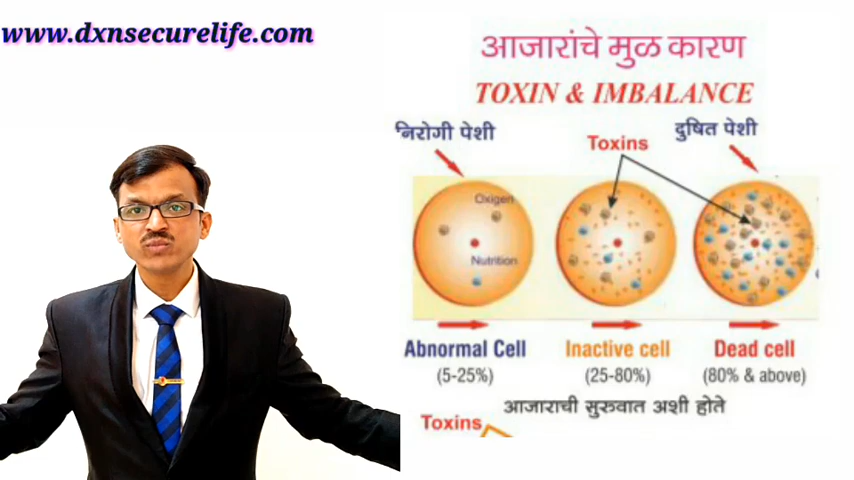 www.dxnsecurelife.com
आजारांचे मुळ कारण
TOXIN & IMBALANCE
निरोगी पेशी
Toxins
दुषित पेशी
Oxigen
Nutrition
Abnormal Cell
(5-25%)
Inactive cell
(25-80%)
Dead cell
(80% & above)
आजाराची सुरुवात अशी होते
Toxins